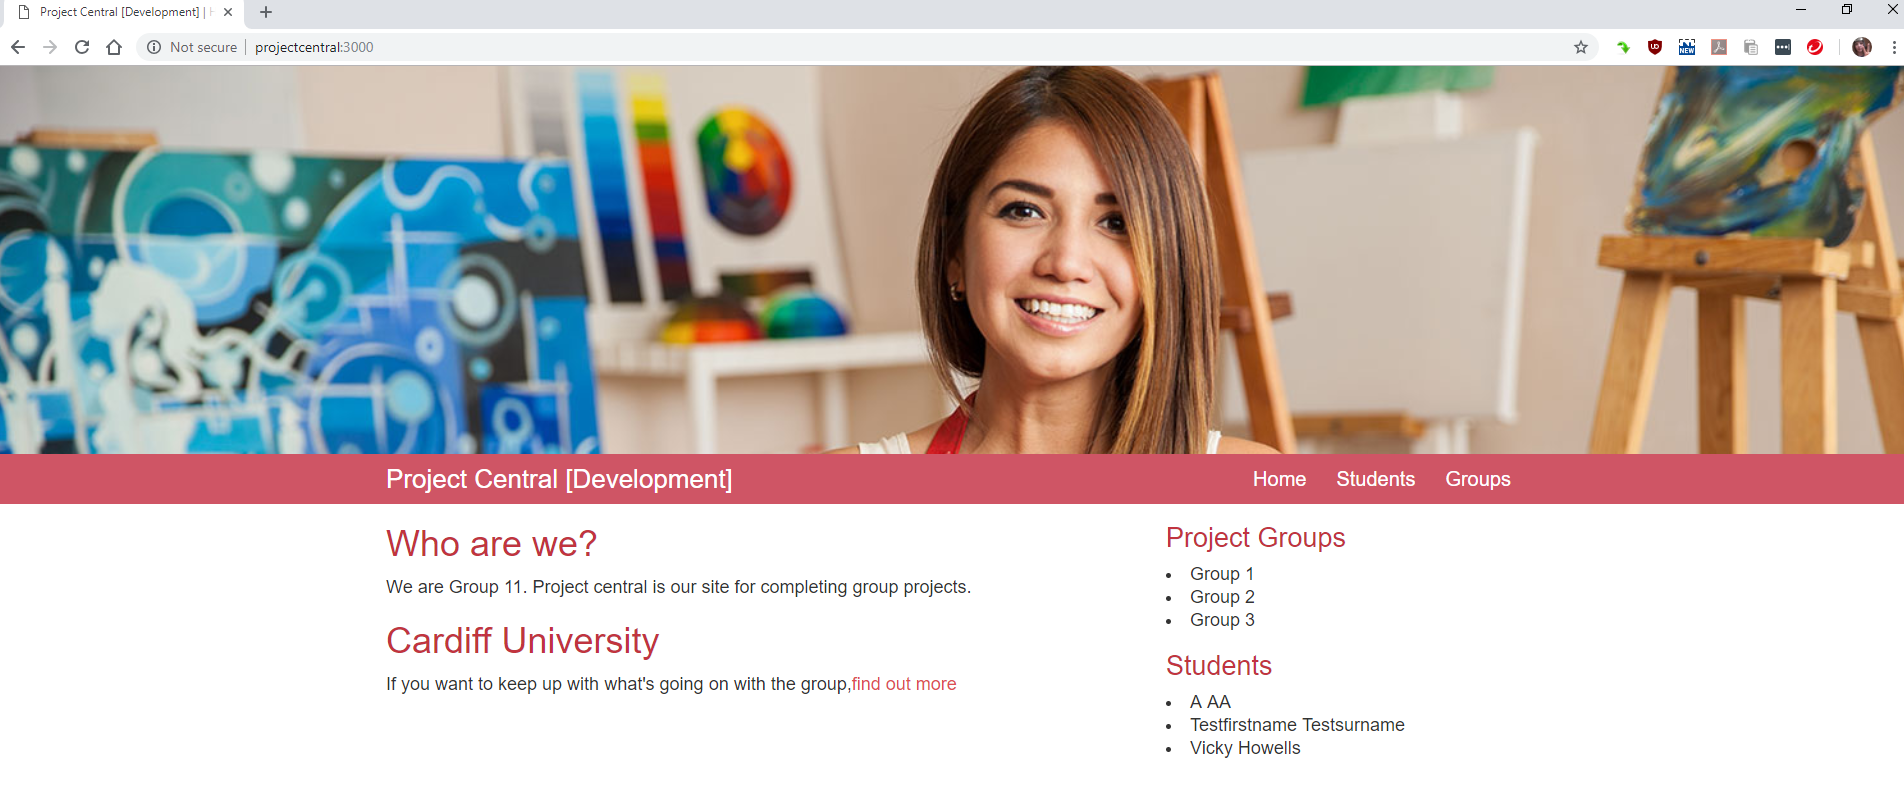 Project Central [Development] |
Not secure projectcentral:3000
NEW
Project Central [Development] Home Students Groups
Who are we?
We are Group 11. Project central is our site for completing group projects.
Cardiff University
If you want to keep up with what's going on with the group,find out more
Project Groups
Group 1
Group 2
Group 3
Students
A AA
Testfirstname Testsurname
Vicky Howells